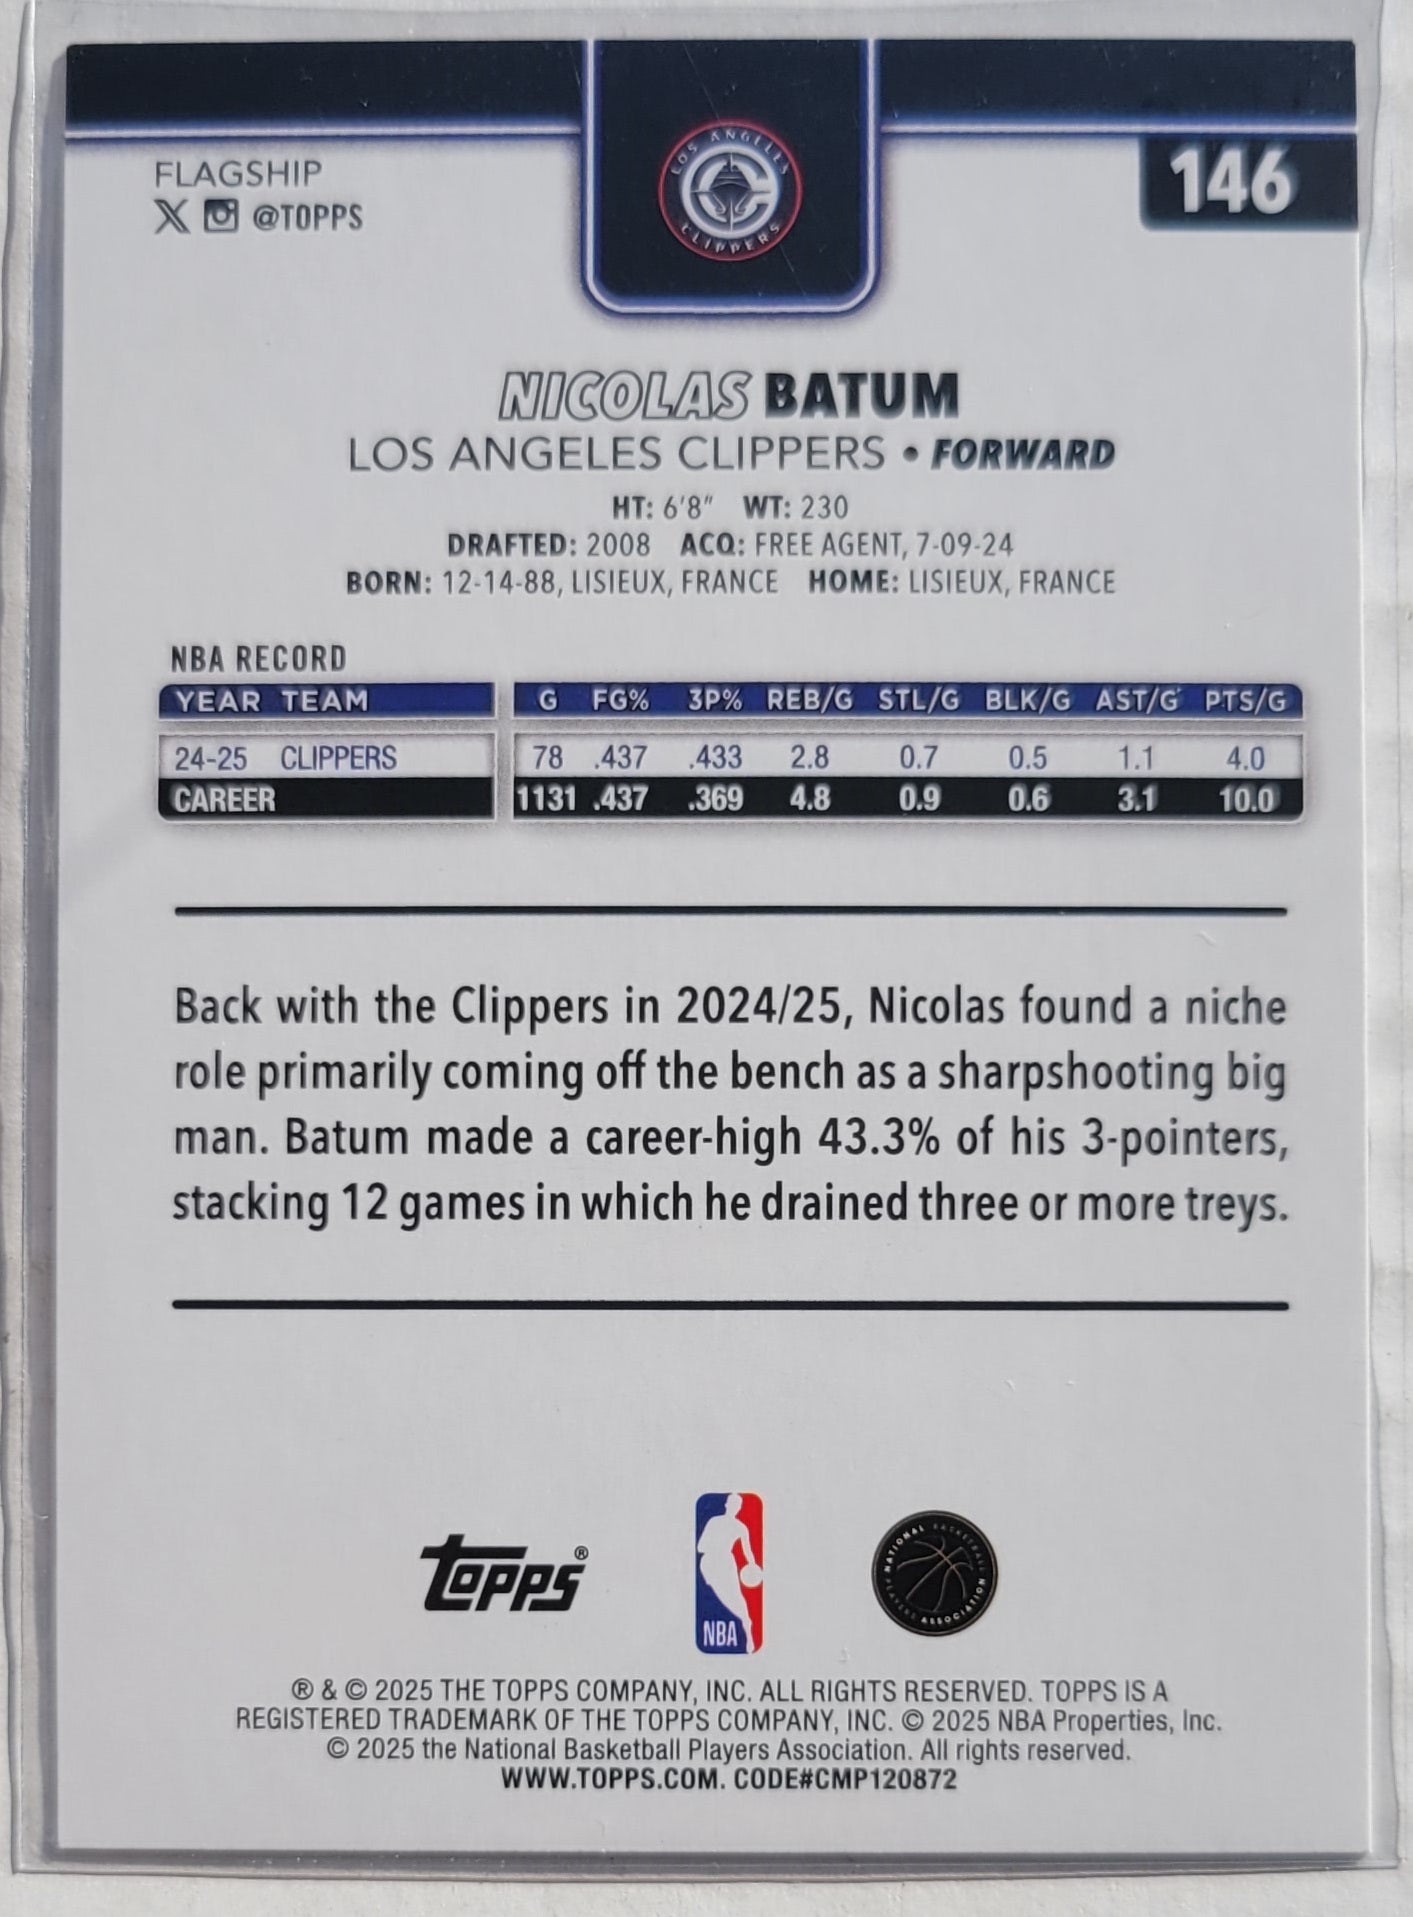 LOS ANGELES
CLIPPERS
146
FLAGSHIP
@TOPPS
NICOLAS BATUM
LOS ANGELES CLIPPERS • FORWARD
HT: 6'8" WT: 230
DRAFTED: 2008 ACQ: FREE AGENT, 7-09-24
BORN: 12-14-88, LISIEUX, FRANCE HOME: LISIEUX, FRANCE
NBA RECORD
YEAR TEAM G FG% 3P% REB/G STL/G BLK/G AST/G PTS/G
24-25 CLIPPERS 78 .437 .433 2.8 0.7 0.5 1.1 4.0
CAREER 1131 .437 .369 4.8 0.9 0.6 3.1 10.0
Back with the Clippers in 2024/25, Nicolas found a niche
role primarily coming off the bench as a sharpshooting big
man. Batum made a career-high 43.3% of his 3-pointers,
stacking 12 games in which he drained three or more treys.
Topps®
NBA
NATIONAL BASKETBALL PLAYERS ASSOCIATION
® & © 2025 THE TOPPS COMPANY, INC. ALL RIGHTS RESERVED. TOPPS IS A
REGISTERED TRADEMARK OF THE TOPPS COMPANY, INC. © 2025 NBA Properties, Inc.
© 2025 the National Basketball Players Association. All rights reserved.
WWW.TOPPS.COM. CODE#CMP120872